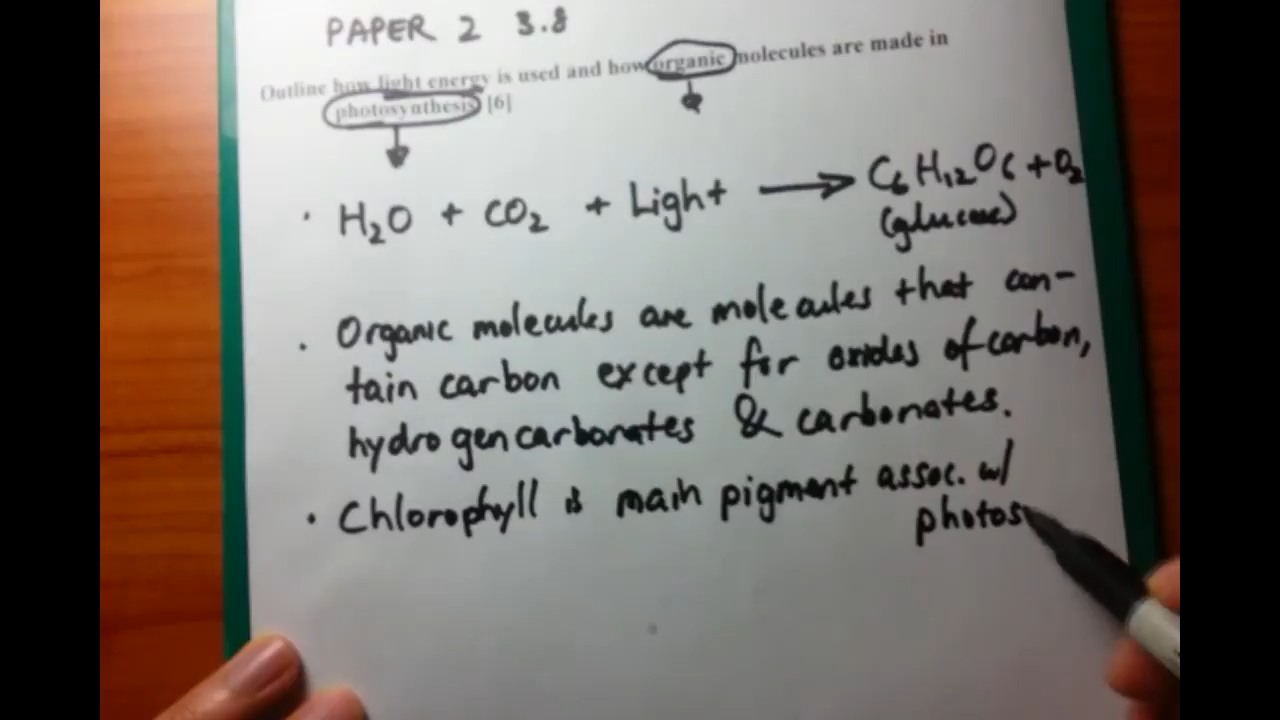 PAPER 2 3.8
Outline how light energy is used and how organic molecules are made in
photosynthesis [6]
· H₂O + CO₂ + Light → C₆H₁₂O₆ + O₂
(glucose)
· Organic molecules are molecules that con-
tain carbon except for oxides of carbon,
hydrogencarbonates & carbonates.
· Chlorophyll is main pigment assoc. w/
photos